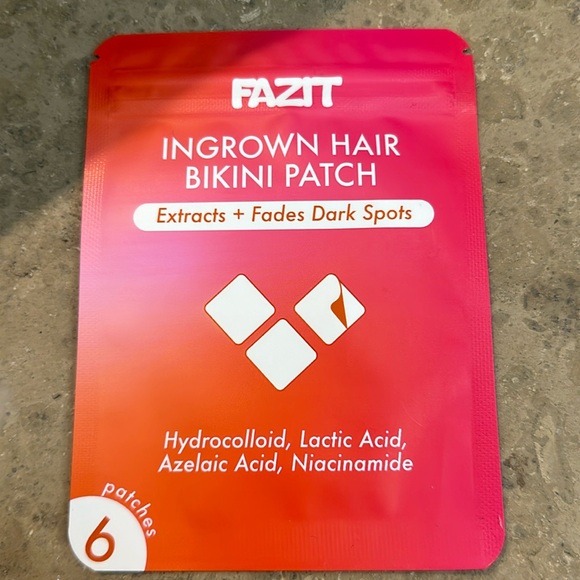 FAZIT
INGROWN HAIR
BIKINI PATCH
Extracts + Fades Dark Spots
Hydrocolloid, Lactic Acid,
Azelaic Acid, Niacinamide
6
patches